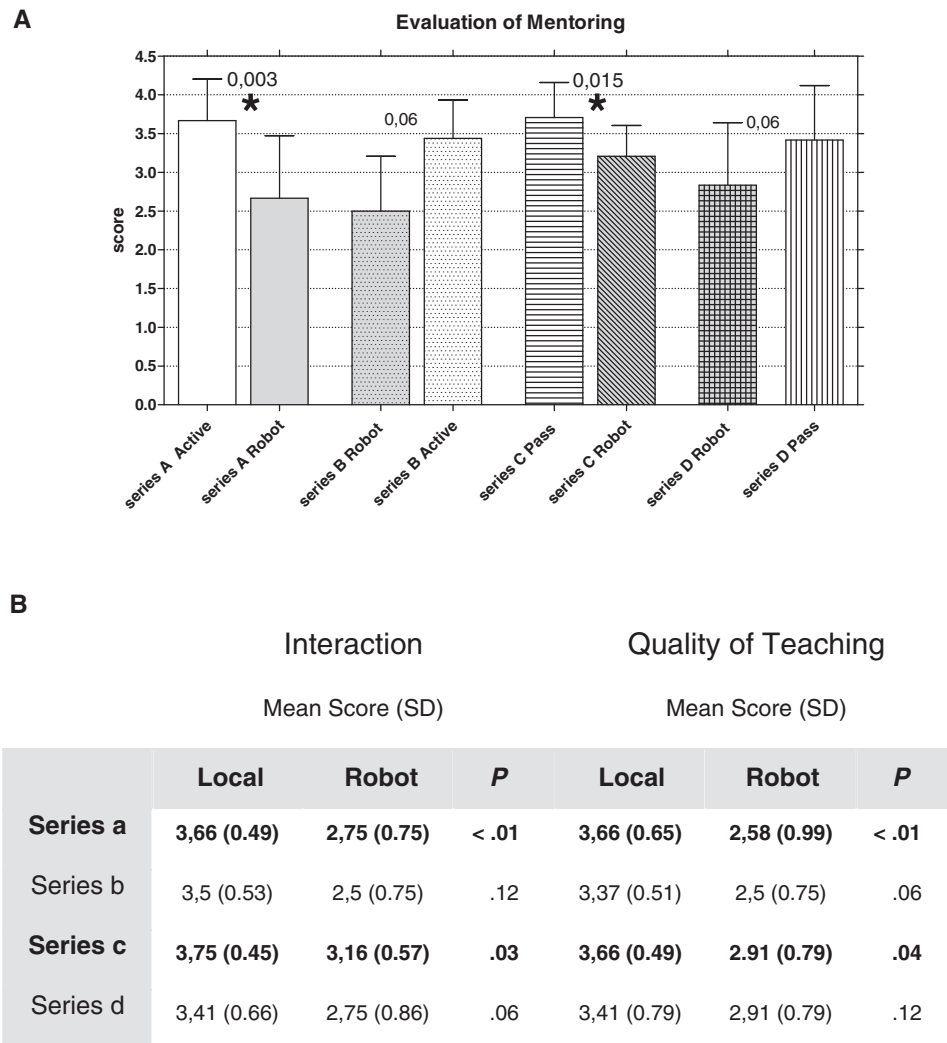 A
Evaluation of Mentoring
4.5
4.0
3.5
3.0
2.5
2.0
1.5
1.0
0.5
0.0
score
0,003
*
0,06
0,015
*
0,06
series A Active
series A Robot
series B Robot
series B Active
series C Pass
series C Robot
series D Robot
series D Pass
B
Interaction Quality of Teaching
Mean Score (SD) Mean Score (SD)
Local Robot P Local Robot P
Series a 3,66 (0.49) 2,75 (0.75) < .01 3,66 (0.65) 2,58 (0.99) < .01
Series b 3,5 (0.53) 2,5 (0.75) .12 3,37 (0.51) 2,5 (0.75) .06
Series c 3,75 (0.45) 3,16 (0.57) .03 3,66 (0.49) 2.91 (0.79) .04
Series d 3,41 (0.66) 2,75 (0.86) .06 3,41 (0.79) 2,91 (0.79) .12